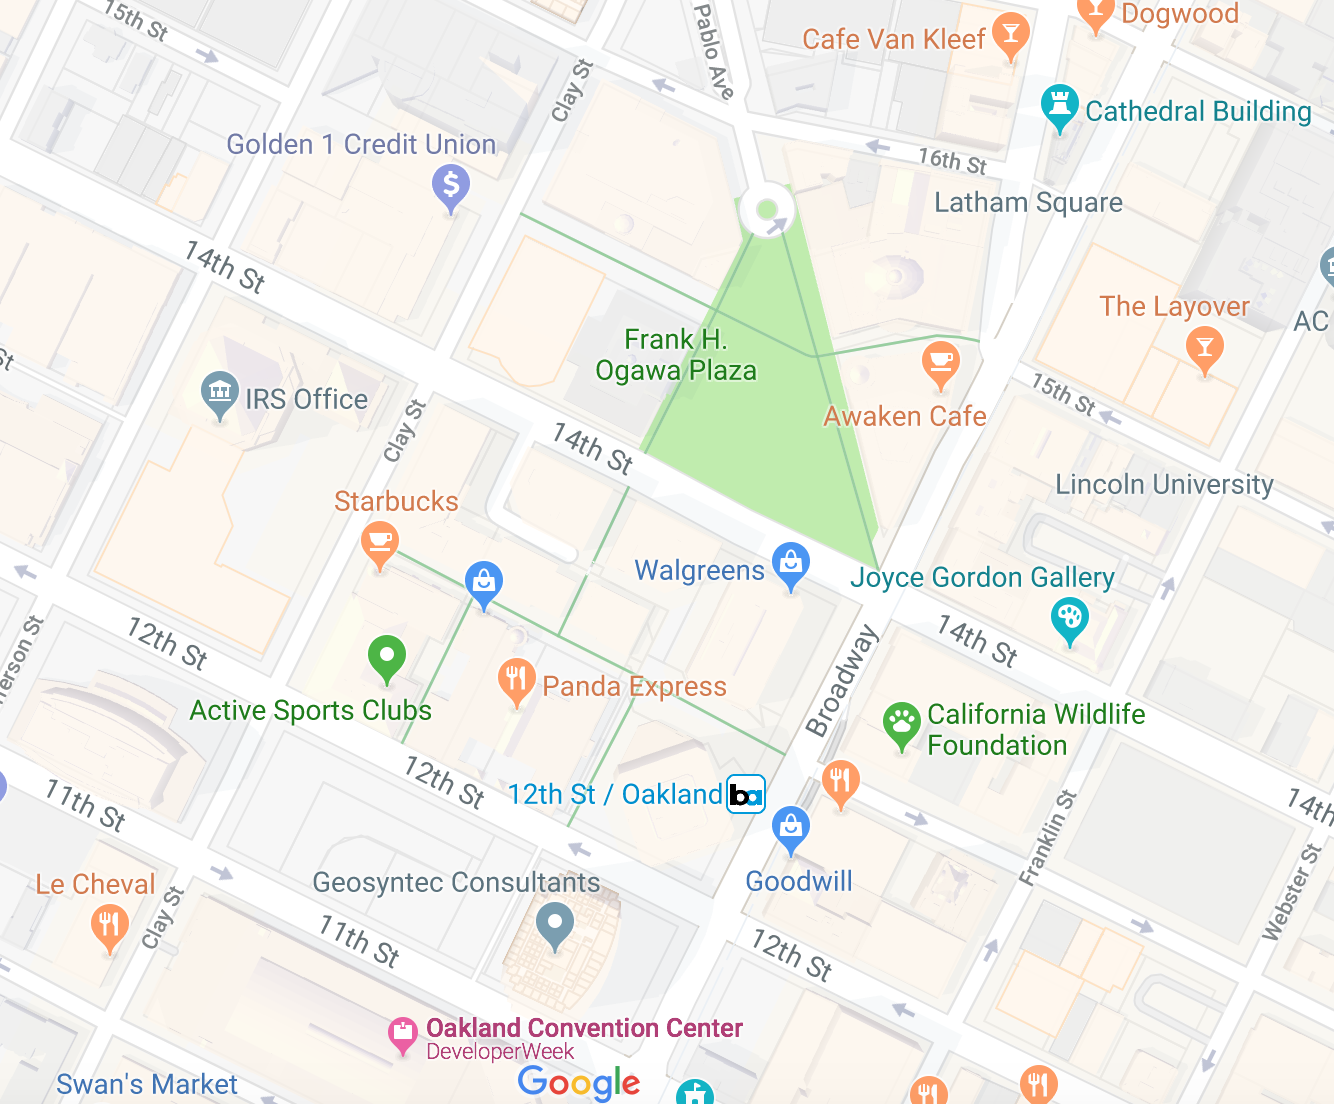 15th St
Pablo Ave
Cafe Van Kleef
Dogwood
Clay St
Cathedral Building
Golden 1 Credit Union
16th St
Latham Square
14th St
The Layover
AC
Frank H.
Ogawa Plaza
IRS Office
15th St
Awaken Cafe
Clay St
14th St
Lincoln University
Starbucks
Walgreens
Joyce Gordon Gallery
12th St
14th St
Broadway
Panda Express
Active Sports Clubs
California Wildlife
Foundation
12th St
12th St / Oakland
ba
11th St
Franklin St
14th
Goodwill
Le Cheval
Geosyntec Consultants
Clay St
Webster St
11th St
12th St
Oakland Convention Center
DeveloperWeek
Swan's Market
Google